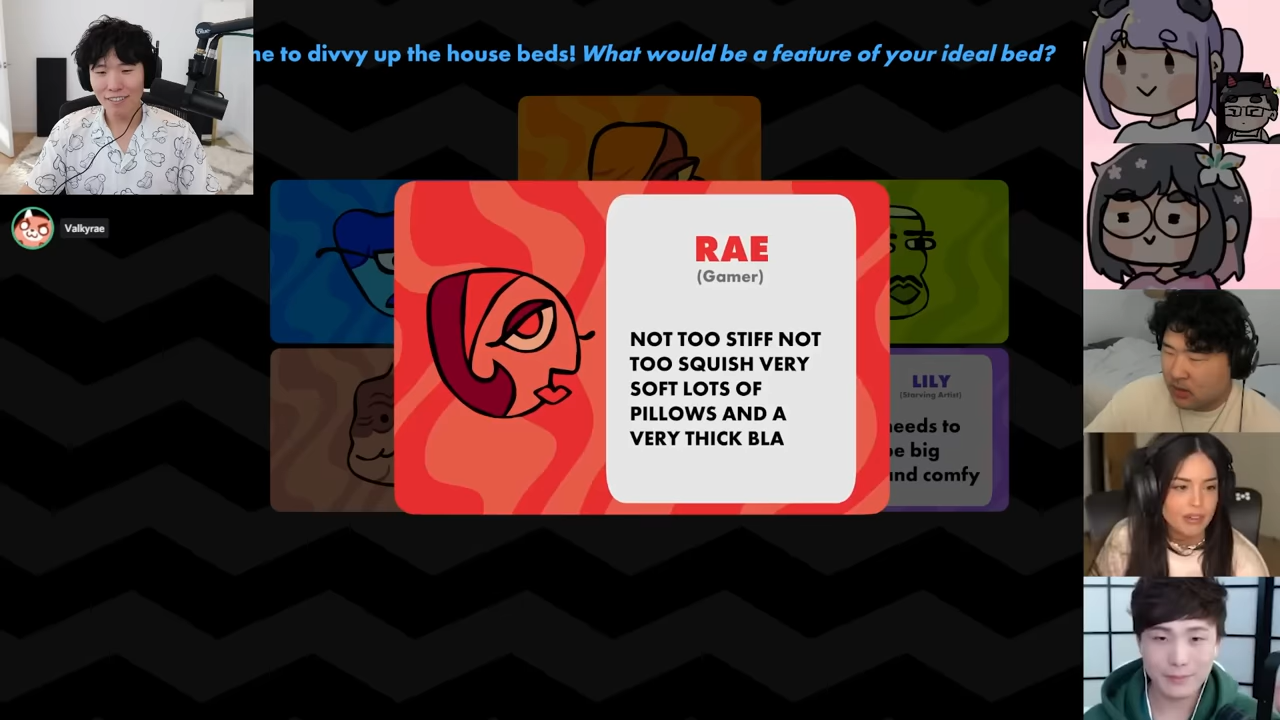 ne to divvy up the house beds! What would be a feature of your ideal bed?
Blue
Valkyrae
RAE
(Gamer)
NOT TOO STIFF NOT
TOO SQUISH VERY
SOFT LOTS OF
PILLOWS AND A
VERY THICK BLA
LILY
(Starving Artist)
needs to
be big
and comfy